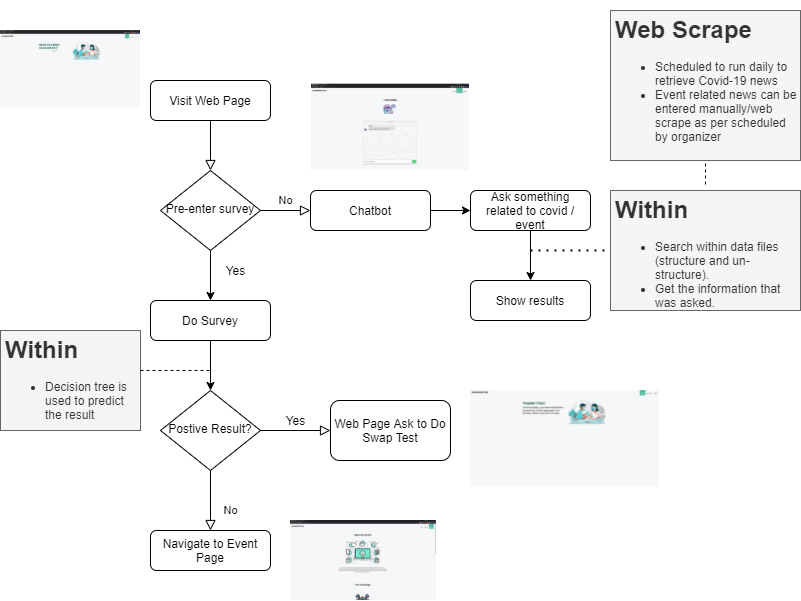 Web Scrape
• Scheduled to run daily to
retrieve Covid-19 news
• Event related news can be
entered manually/web
scrape as per scheduled
by organizer
Visit Web Page
Pre-enter survey
No
Chatbot
Ask something
related to covid /
event
Within
• Search within data files
(structure and un-
structure).
• Get the information that
was asked.
Yes
Show results
Do Survey
Within
• Decision tree is
used to predict
the result
Postive Result?
Yes
Web Page Ask to Do
Swap Test
THANK YOU!
No
Navigate to Event
Page